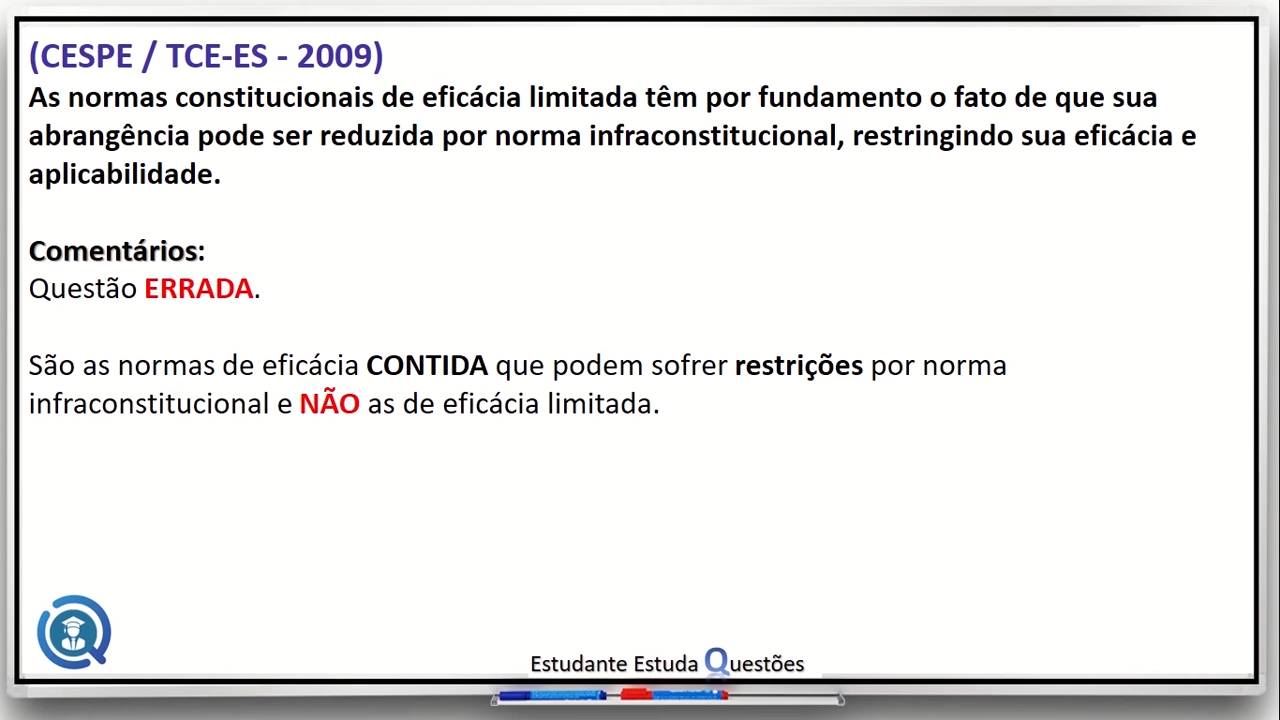 (CESPE / TCE-ES - 2009)
As normas constitucionais de eficácia limitada têm por fundamento o fato de que sua
abrangência pode ser reduzida por norma infraconstitucional, restringindo sua eficácia e
aplicabilidade.
Comentários:
Questão ERRADA.
São as normas de eficácia CONTIDA que podem sofrer restrições por norma
infraconstitucional e NÃO as de eficácia limitada.
Estudante Estuda Questões